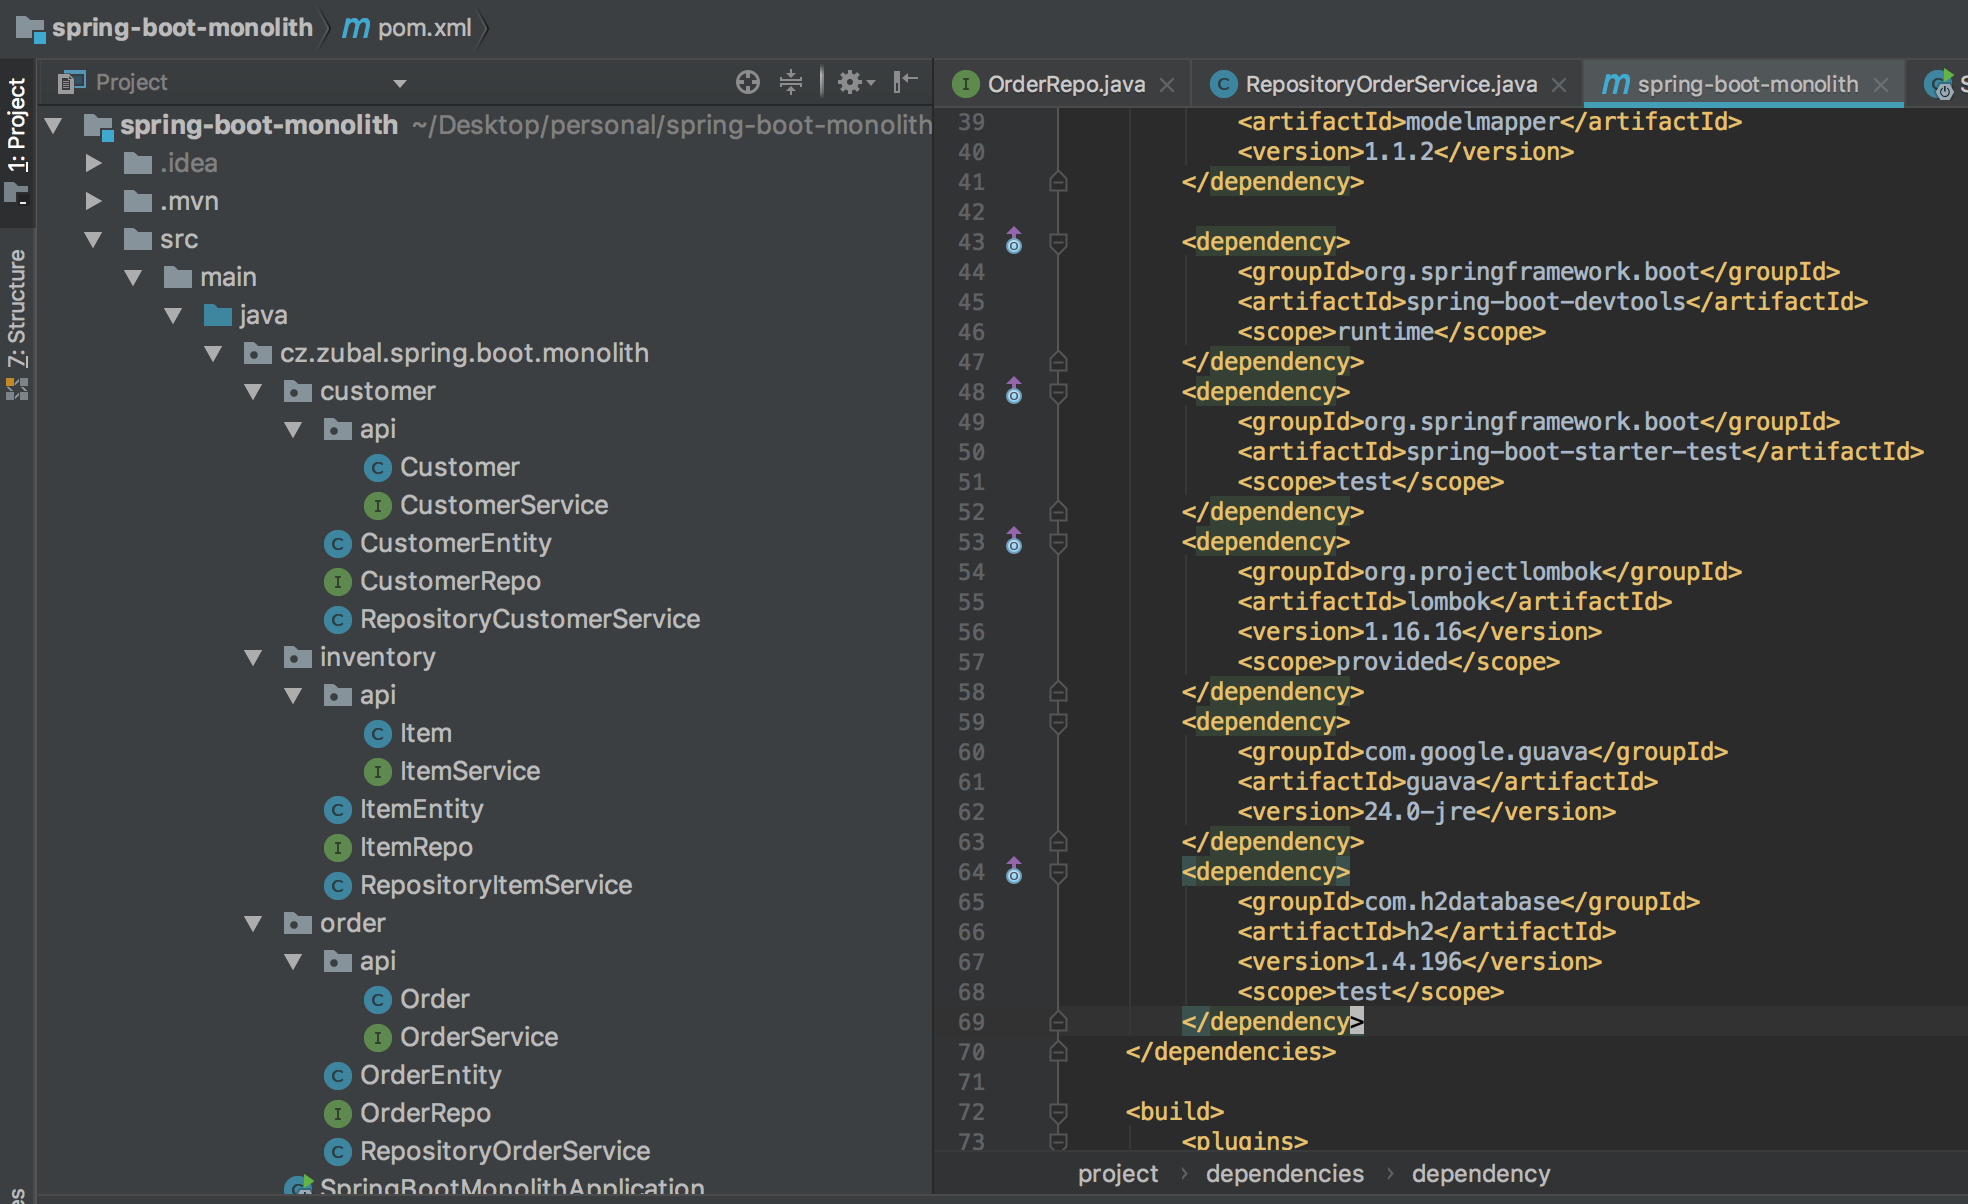 spring-boot-monolith
m pom.xml
1: Project
7: Structure
Project
spring-boot-monolith ~/Desktop/personal/spring-boot-monolith
.idea
.mvn
src
main
java
cz.zubal.spring.boot.monolith
customer
api
C Customer
I CustomerService
C CustomerEntity
I CustomerRepo
C RepositoryCustomerService
inventory
api
C Item
I ItemService
C ItemEntity
I ItemRepo
C RepositoryItemService
order
api
C Order
I OrderService
C OrderEntity
I OrderRepo
C RepositoryOrderService
SpringBootMonolithApplication
I OrderRepo.java
C RepositoryOrderService.java
m spring-boot-monolith
39 <artifactId>modelmapper</artifactId>
40 <version>1.1.2</version>
41 </dependency>
42
43 <dependency>
44 <groupId>org.springframework.boot</groupId>
45 <artifactId>spring-boot-devtools</artifactId>
46 <scope>runtime</scope>
47 </dependency>
48 <dependency>
49 <groupId>org.springframework.boot</groupId>
50 <artifactId>spring-boot-starter-test</artifactId>
51 <scope>test</scope>
52 </dependency>
53 <dependency>
54 <groupId>org.projectlombok</groupId>
55 <artifactId>lombok</artifactId>
56 <version>1.16.16</version>
57 <scope>provided</scope>
58 </dependency>
59 <dependency>
60 <groupId>com.google.guava</groupId>
61 <artifactId>guava</artifactId>
62 <version>24.0-jre</version>
63 </dependency>
64 <dependency>
65 <groupId>com.h2database</groupId>
66 <artifactId>h2</artifactId>
67 <version>1.4.196</version>
68 <scope>test</scope>
69 </dependency>
70 </dependencies>
71
72 <build>
73 <plugins>
project › dependencies › dependency